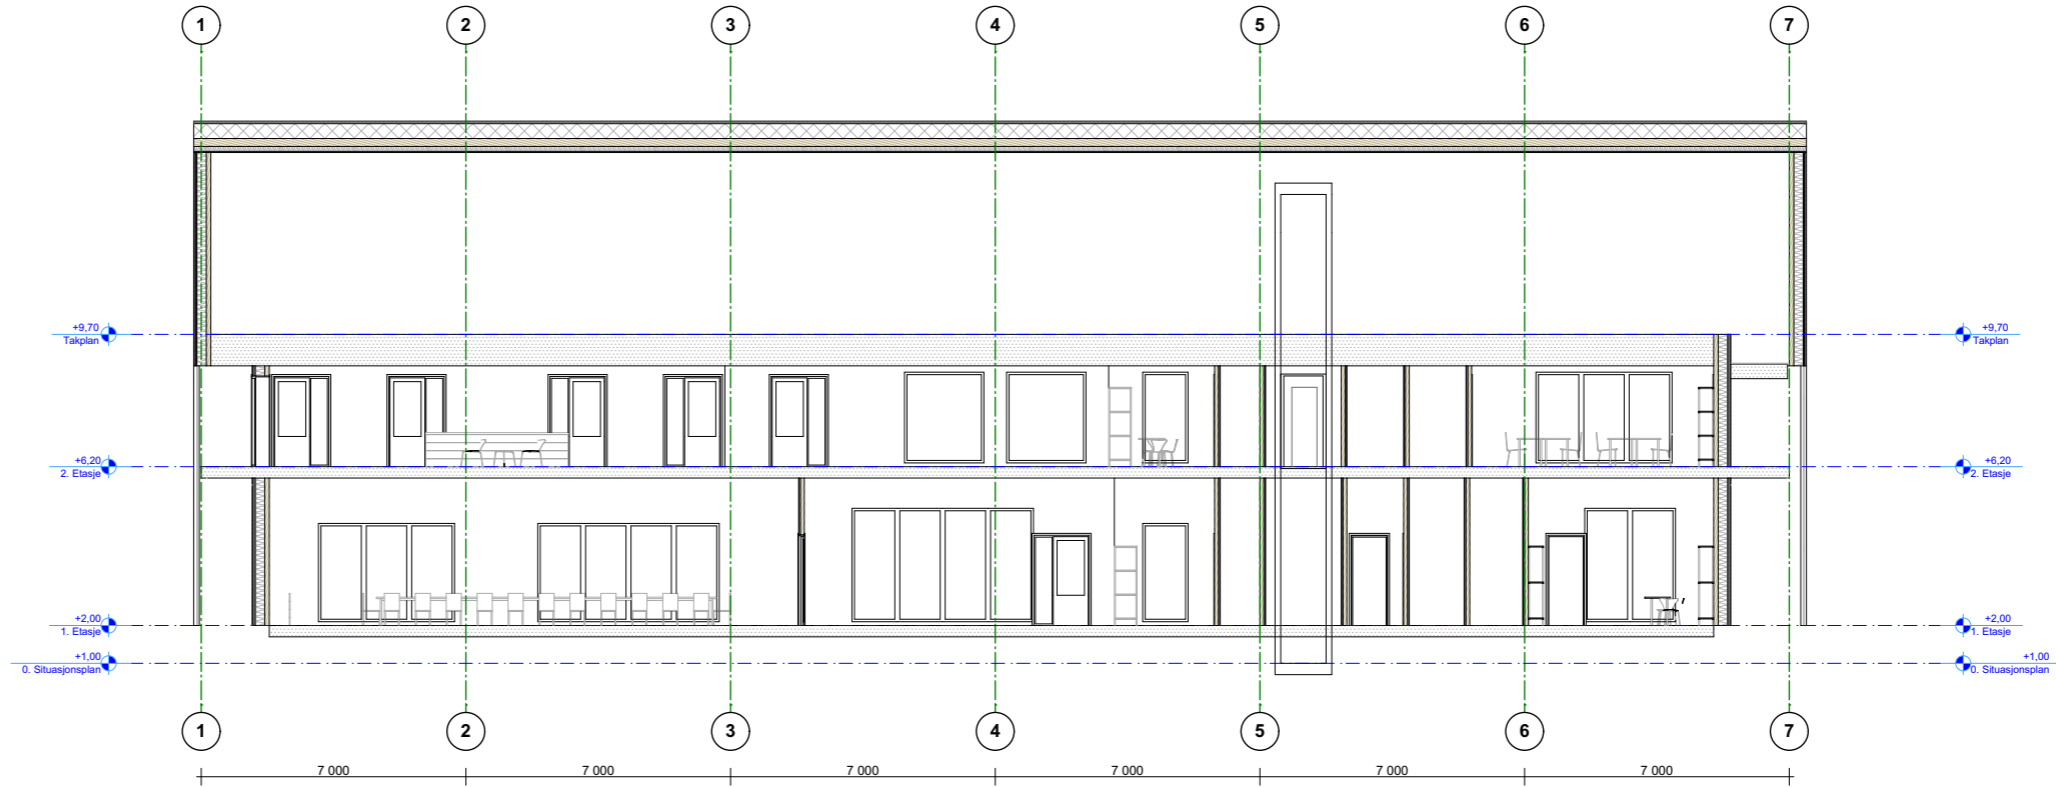 1 2 3 4 5 6 7
+9,70 +9,70
Takplan Takplan
+6,20 +6,20
2. Etasje 2. Etasje
+2,00 +2,00
1. Etasje 1. Etasje
+1,00 +1,00
0. Situasjonsplan 0. Situasjonsplan
1 2 3 4 5 6 7
7 000 7 000 7 000 7 000 7 000 7 000